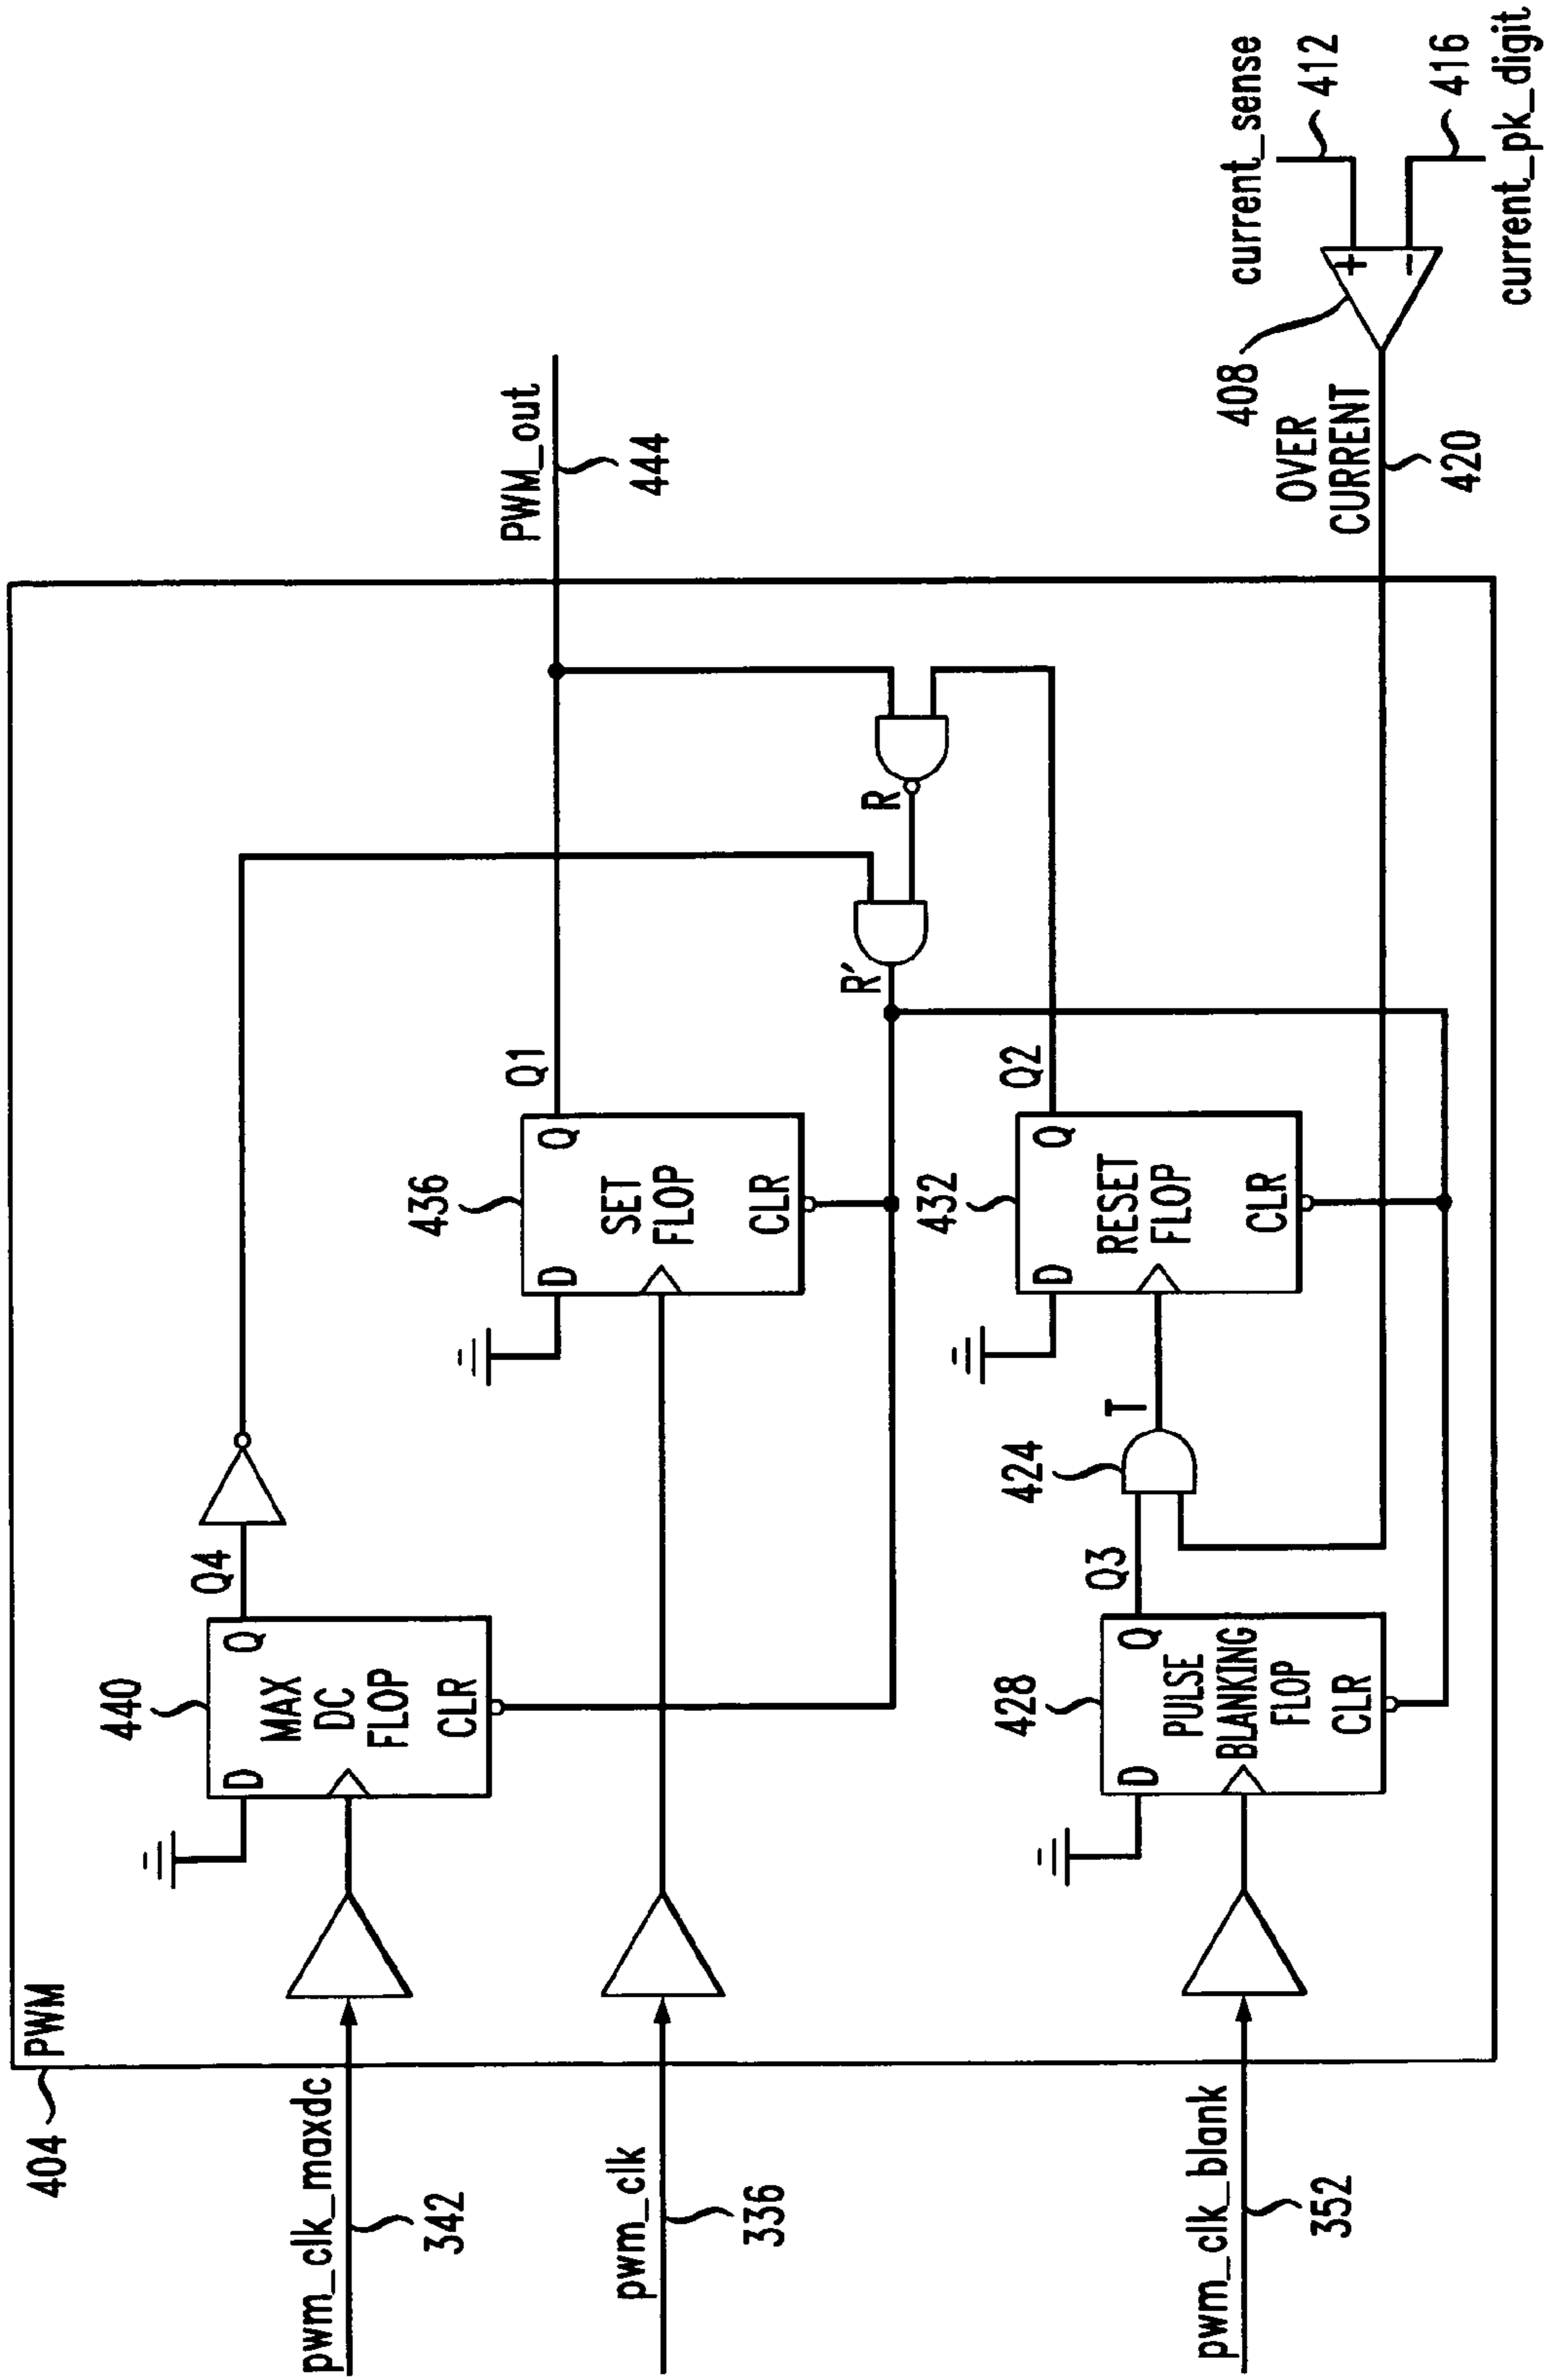 404
PWM
pwm_clk_maxdc
342
pwm_clk
336
pwm_clk_blank
352
440
D
Q
MAX
DC
FLOP
CLR
Q4
436
D
Q
SET
FLOP
CLR
Q1
428
D
Q
PULSE
BLANKING
FLOP
CLR
Q3
424
T
432
D
Q
RESET
FLOP
CLR
Q2
R'
R
PWM_out
444
OVER
CURRENT
420
408
+
−
current_sense
412
416
current_pk_digit